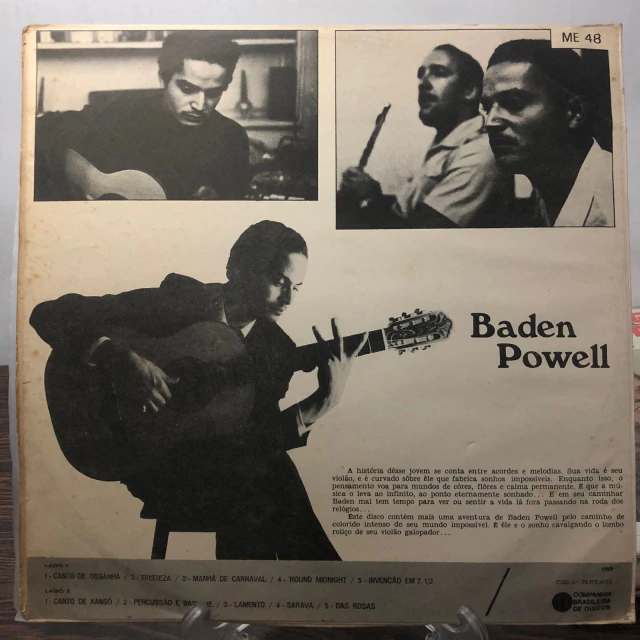 ME 48
Baden
Powell
A história dêsse jovem se conta entre acordes e melodias. Sua vida é seu
violão, e é curvado sôbre êle que fabrica sonhos impossíveis. Enquanto isso, o
pensamento voa para mundos de côres, flôres e calma permanente. E que a mú-
sica o leva ao infinito, ao ponto eternamente sonhado... E em seu caminhar
Baden mal tem tempo para ver ou sentir a vida lá fora passando na roda dos
relógios...
Este disco contém mais uma aventura de Baden Powell pelo caminho de
colorido intenso do seu mundo impossível. E êle e o sonho cavalgando o tombo
roliço de seu violão galopador...
LADO 1
1 - CANTO DE OSSANHA / 2 - TRISTEZA / 3 - MANHÃ DE CARNAVAL / 4 - 'ROUND MIDNIGHT / 5 - INVENÇÃO EM 7 1/2
LADO 2
1 - CANTO DE XANGÔ / 2 - PERCUSSÃO E / 3 - LAMENTO / 4 - SARAVÁ / 5 - DAS ROSAS
COMPANHIA
BRASILEIRA
DE DISCOS